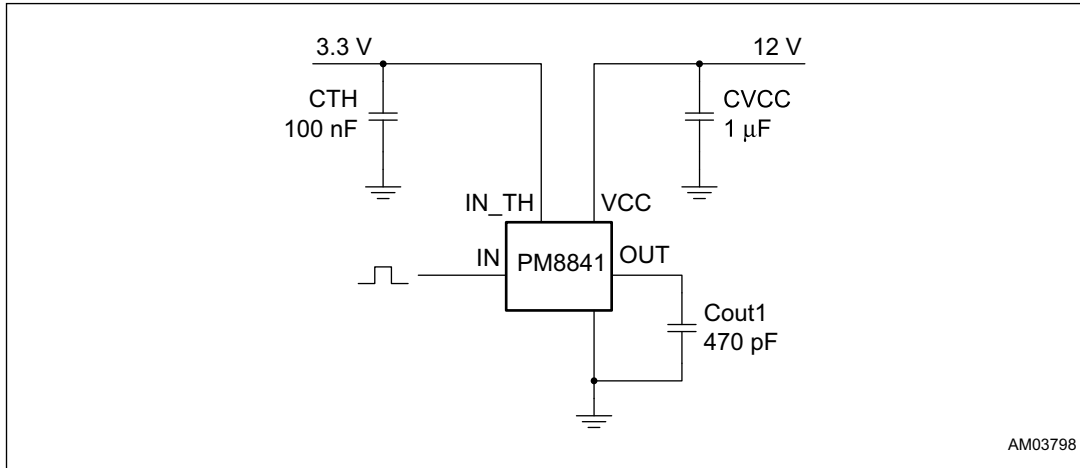 3.3 V
12 V
CTH
100 nF
CVCC
1 μF
IN_TH
VCC
IN
PM8841
OUT
Cout1
470 pF
AM03798